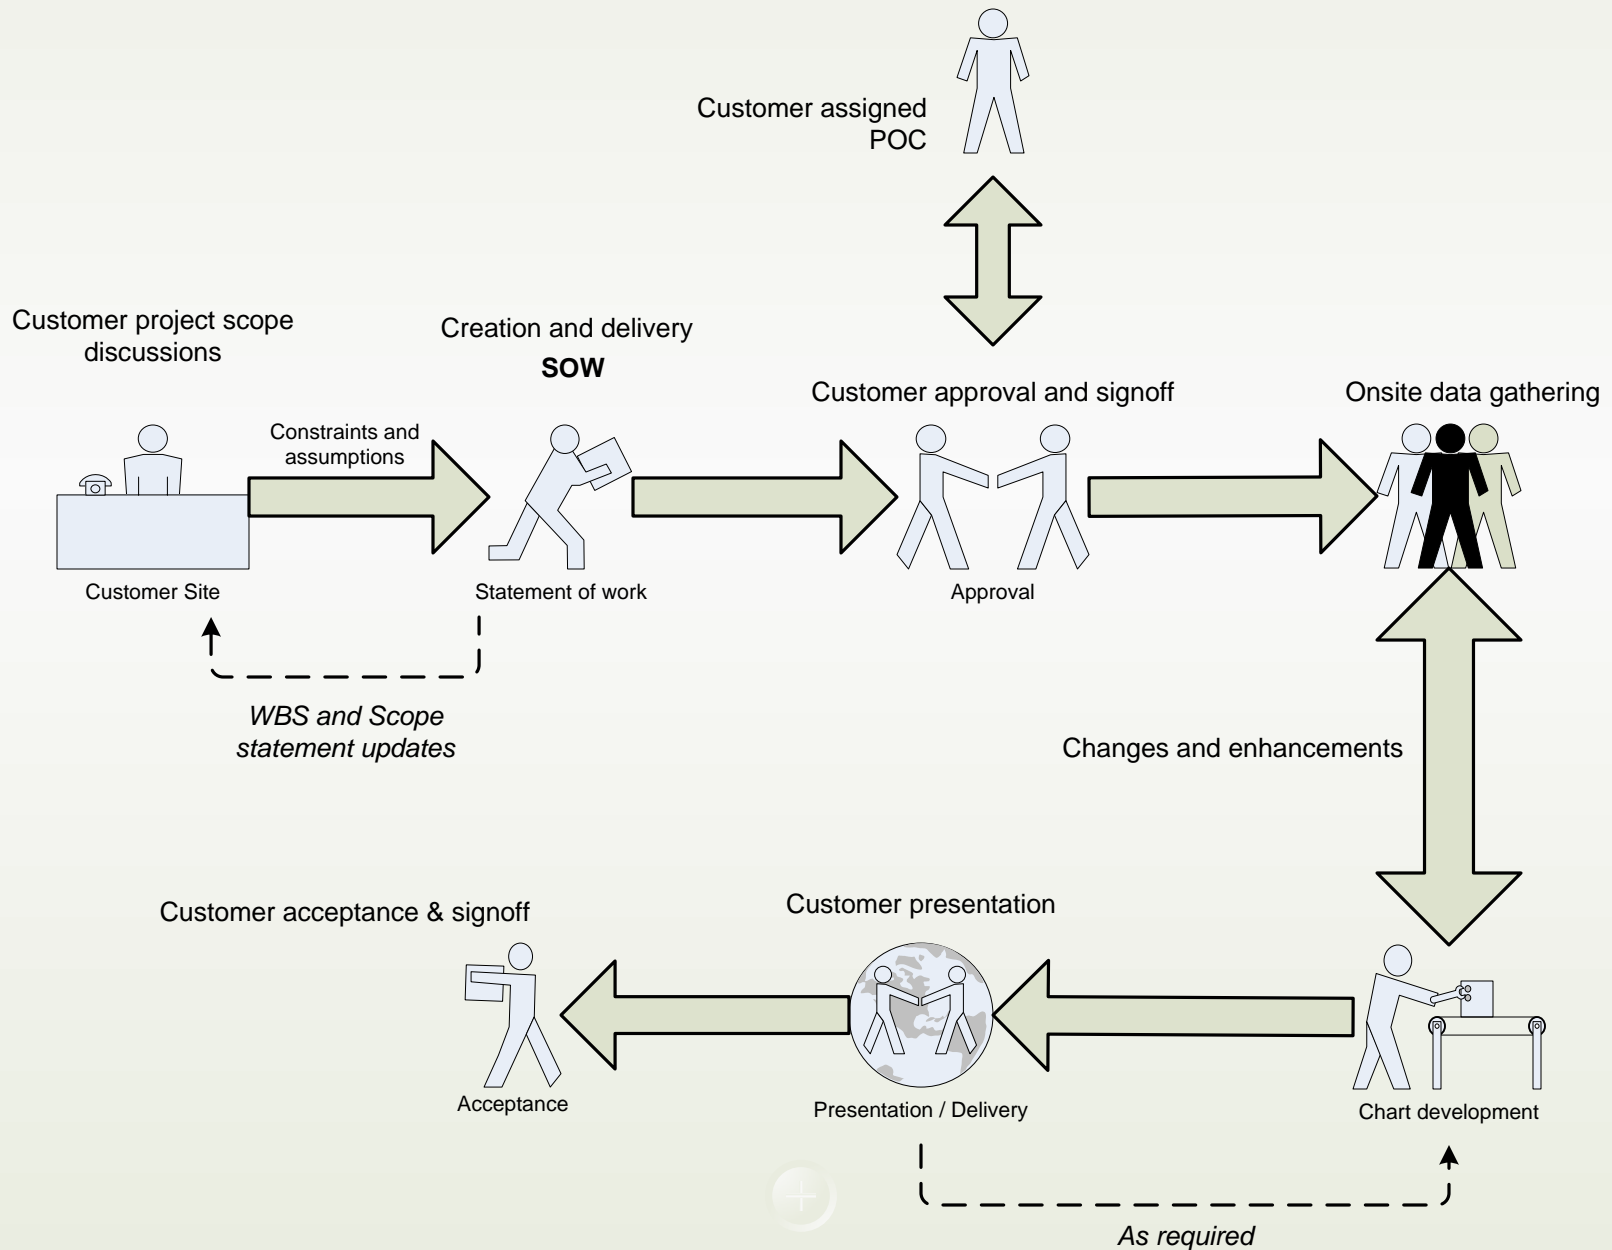 Customer assigned
POC
Customer project scope
discussions
Creation and delivery
SOW
Customer approval and signoff
Onsite data gathering
Constraints and
assumptions
Customer Site
Statement of work
Approval
WBS and Scope
statement updates
Changes and enhancements
Customer acceptance & signoff
Customer presentation
Acceptance
Presentation / Delivery
Chart development
As required